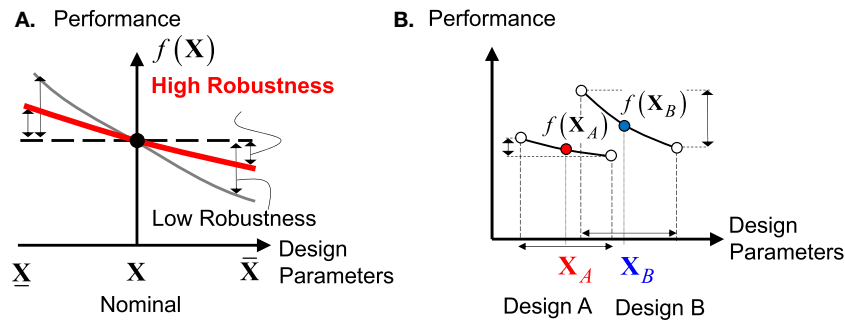 A. Performance
f(X)
High Robustness
Low Robustness
Design
Parameters
X̲ X X̄
Nominal
B. Performance
f(X_B)
f(X_A)
Design
Parameters
X_A X_B
Design A Design B